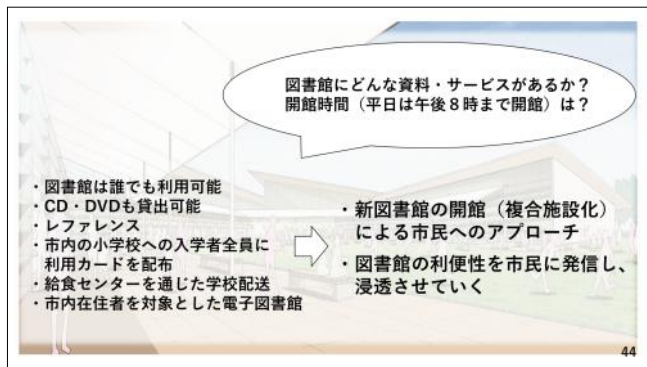 図書館にどんな資料・サービスがあるか？
開館時間（平日は午後８時まで開館）は？
・図書館は誰でも利用可能
・CD・DVDも貸出可能
・レファレンス
・市内の小学校への入学者全員に
利用カードを配布
・給食センターを通じた学校配送
・市内在住者を対象とした電子図書館
・新図書館の開館（複合施設化）
による市民へのアプローチ
・図書館の利便性を市民に発信し、
浸透させていく
44